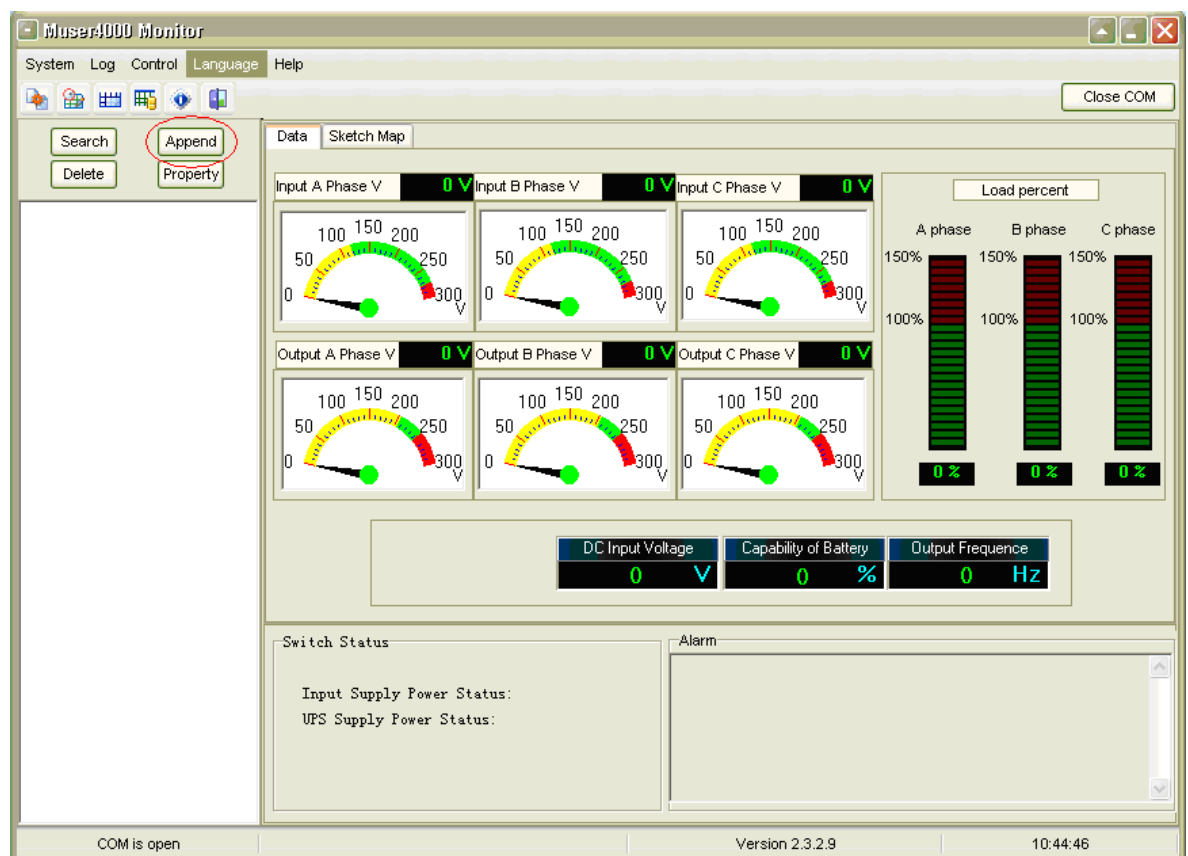 Muser4000 Monitor
System Log Control Language Help
Close COM
Search Append
Delete Property
Data Sketch Map
Input A Phase V 0 V Input B Phase V 0 V Input C Phase V 0 V
0 50 100 150 200 250 300 V
0 50 100 150 200 250 300 V
0 50 100 150 200 250 300 V
Output A Phase V 0 V Output B Phase V 0 V Output C Phase V 0 V
0 50 100 150 200 250 300 V
0 50 100 150 200 250 300 V
0 50 100 150 200 250 300 V
Load percent
A phase B phase C phase
150% 150% 150%
100% 100% 100%
0 % 0 % 0 %
DC Input Voltage Capability of Battery Output Frequence
0 V 0 % 0 Hz
Switch Status
Input Supply Power Status:
UPS Supply Power Status:
Alarm
COM is open Version 2.3.2.9 10:44:46